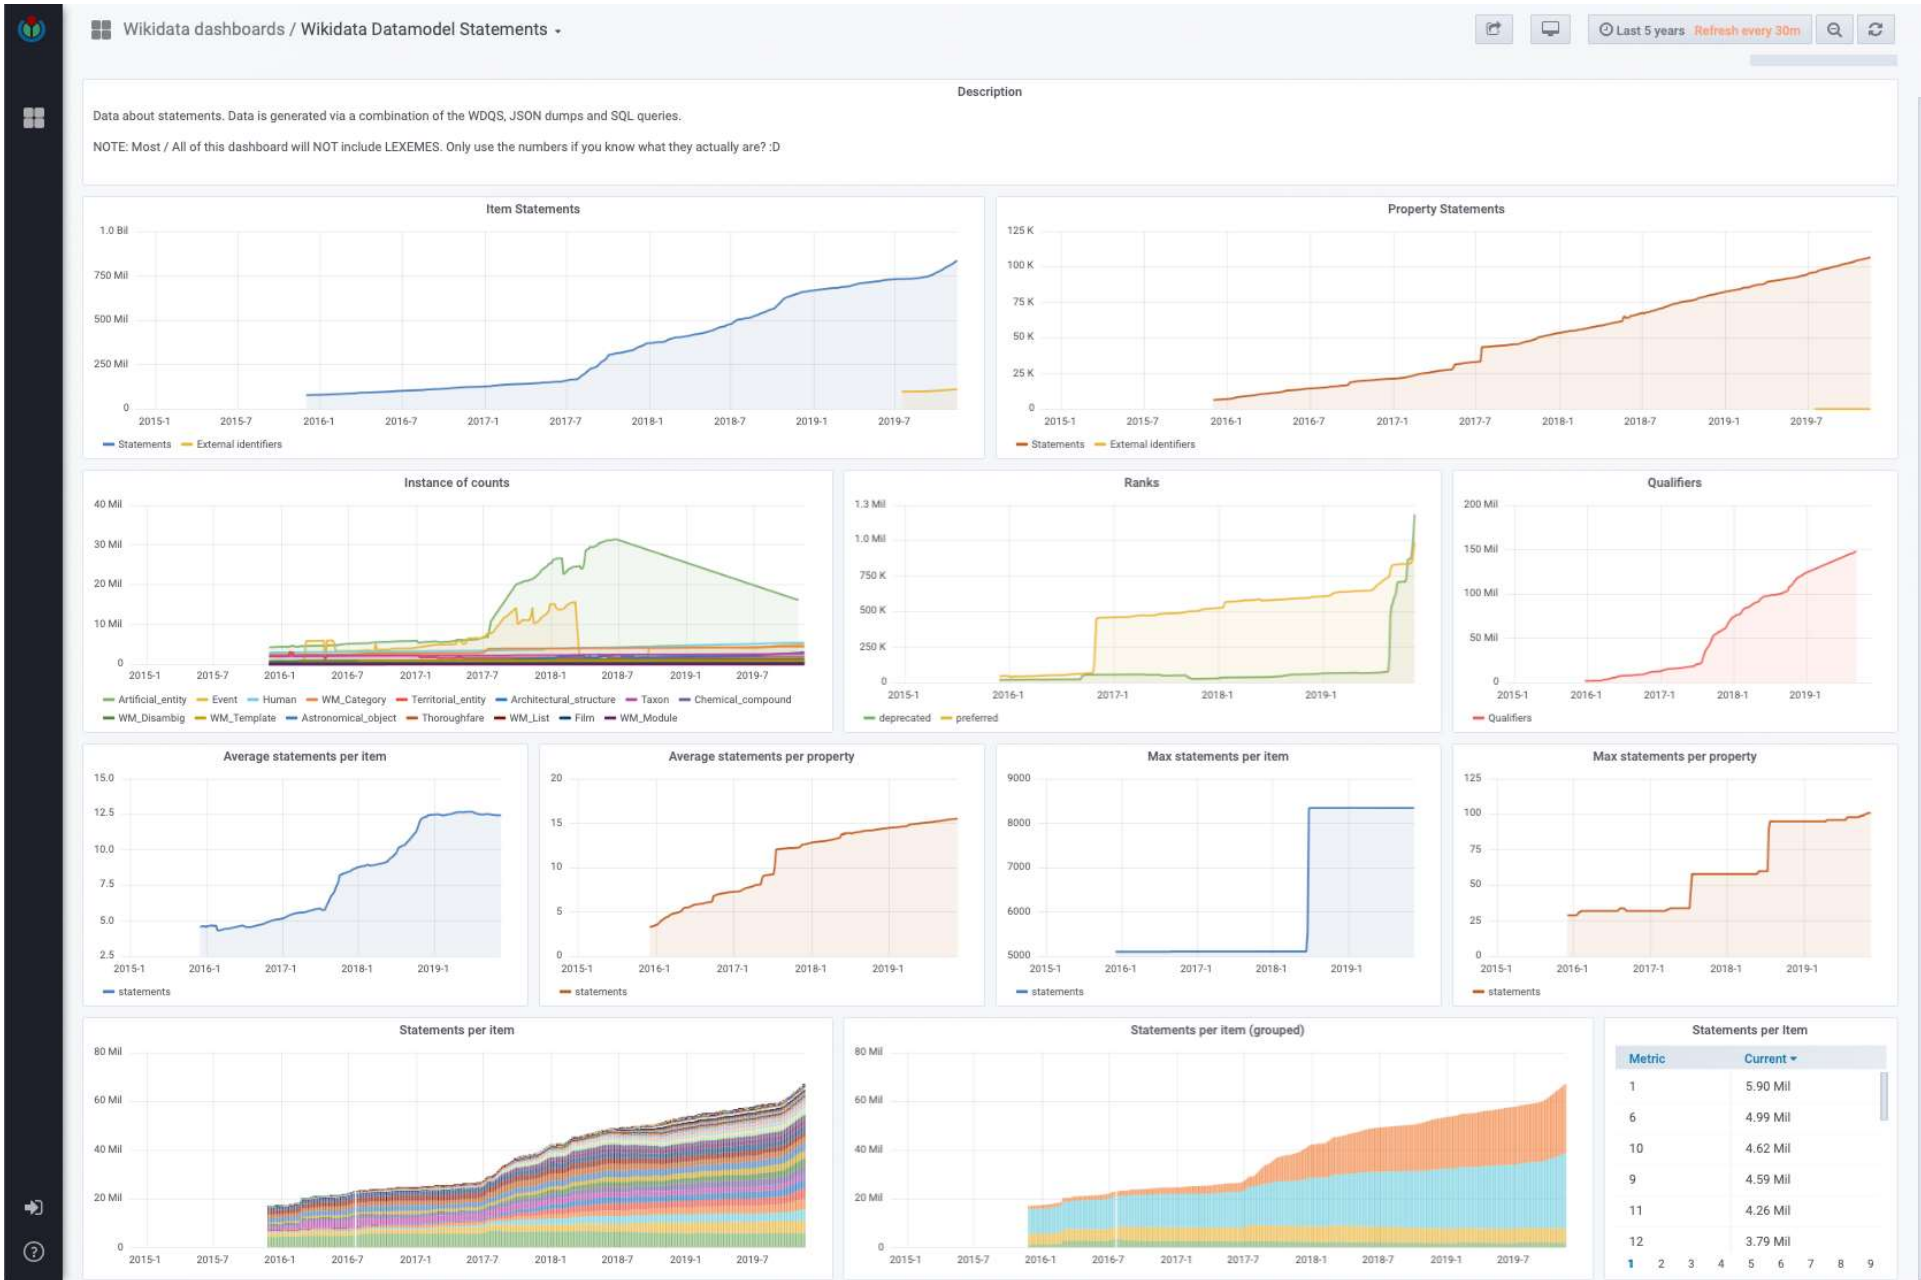 Wikidata dashboards / Wikidata Datamodel Statements
Last 5 years Refresh every 30m
Description
Data about statements. Data is generated via a combination of the WDQS, JSON dumps and SQL queries.
NOTE: Most / All of this dashboard will NOT include LEXEMES. Only use the numbers if you know what they actually are? :D
Item Statements
1.0 Bil
750 Mil
500 Mil
250 Mil
0
2015-1 2015-7 2016-1 2016-7 2017-1 2017-7 2018-1 2018-7 2019-1 2019-7
Statements External identifiers
Property Statements
125 K
100 K
75 K
50 K
25 K
0
2015-1 2015-7 2016-1 2016-7 2017-1 2017-7 2018-1 2018-7 2019-1 2019-7
Statements External identifiers
Instance of counts
40 Mil
30 Mil
20 Mil
10 Mil
0
2015-1 2015-7 2016-1 2016-7 2017-1 2017-7 2018-1 2018-7 2019-1 2019-7
Artificial_entity Event Human WM_Category Territorial_entity Architectural_structure Taxon Chemical_compound
WM_Disambig WM_Template Astronomical_object Thoroughfare WM_List Film WM_Module
Ranks
1.3 Mil
1.0 Mil
750 K
500 K
250 K
0
2015-1 2016-1 2017-1 2018-1 2019-1
deprecated preferred
Qualifiers
200 Mil
150 Mil
100 Mil
50 Mil
0
2015-1 2016-1 2017-1 2018-1 2019-1
Qualifiers
Average statements per item
15.0
12.5
10.0
7.5
5.0
2.5
2015-1 2016-1 2017-1 2018-1 2019-1
statements
Average statements per property
20
15
10
5
0
2015-1 2016-1 2017-1 2018-1 2019-1
statements
Max statements per item
9000
8000
7000
6000
5000
2015-1 2016-1 2017-1 2018-1 2019-1
statements
Max statements per property
125
100
75
50
25
0
2015-1 2016-1 2017-1 2018-1 2019-1
statements
Statements per item
80 Mil
60 Mil
40 Mil
20 Mil
0
2015-1 2015-7 2016-1 2016-7 2017-1 2017-7 2018-1 2018-7 2019-1 2019-7
Statements per item (grouped)
80 Mil
60 Mil
40 Mil
20 Mil
0
2015-1 2015-7 2016-1 2016-7 2017-1 2017-7 2018-1 2018-7 2019-1 2019-7
Statements per Item
Metric Current
1 5.90 Mil
6 4.99 Mil
10 4.62 Mil
9 4.59 Mil
11 4.26 Mil
12 3.79 Mil
1 2 3 4 5 6 7 8 9